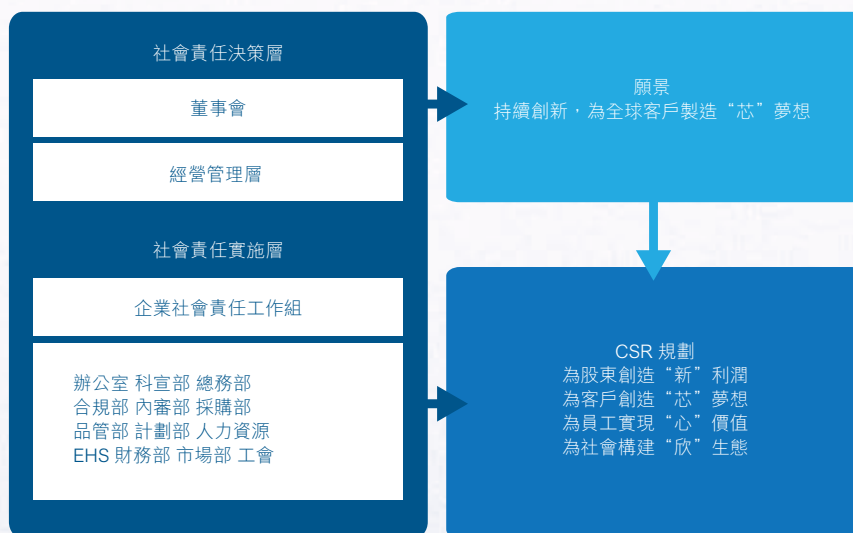 社會責任決策層
董事會
經營管理層
社會責任實施層
企業社會責任工作組
辦公室 科宣部 總務部
合規部 內審部 採購部
品管部 計劃部 人力資源
EHS 財務部 市場部 工會
願景
持續創新，為全球客戶製造“芯”夢想
CSR 規劃
為股東創造“新”利潤
為客戶創造“芯”夢想
為員工實現“心”價值
為社會構建“欣”生態